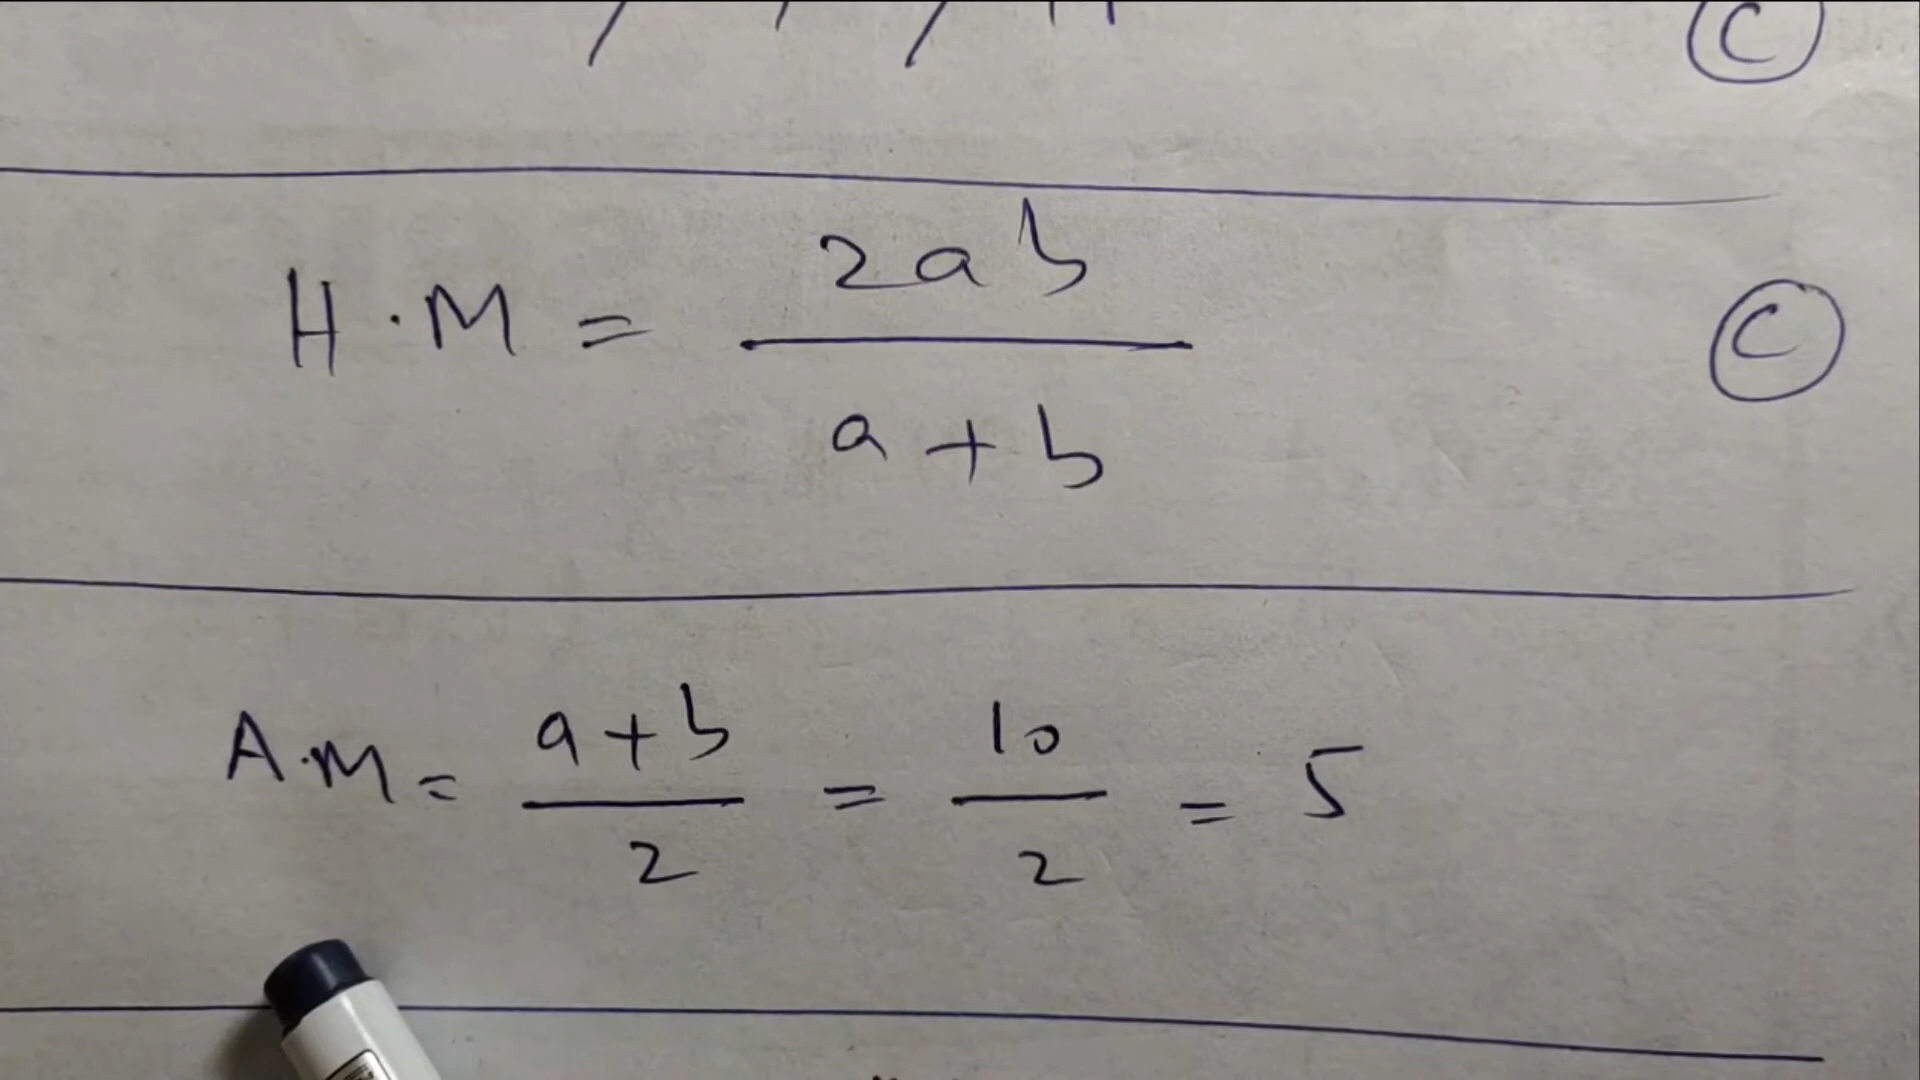 C
H.M = 2ab / a + b C
A.M = a + b / 2 = 10 / 2 = 5